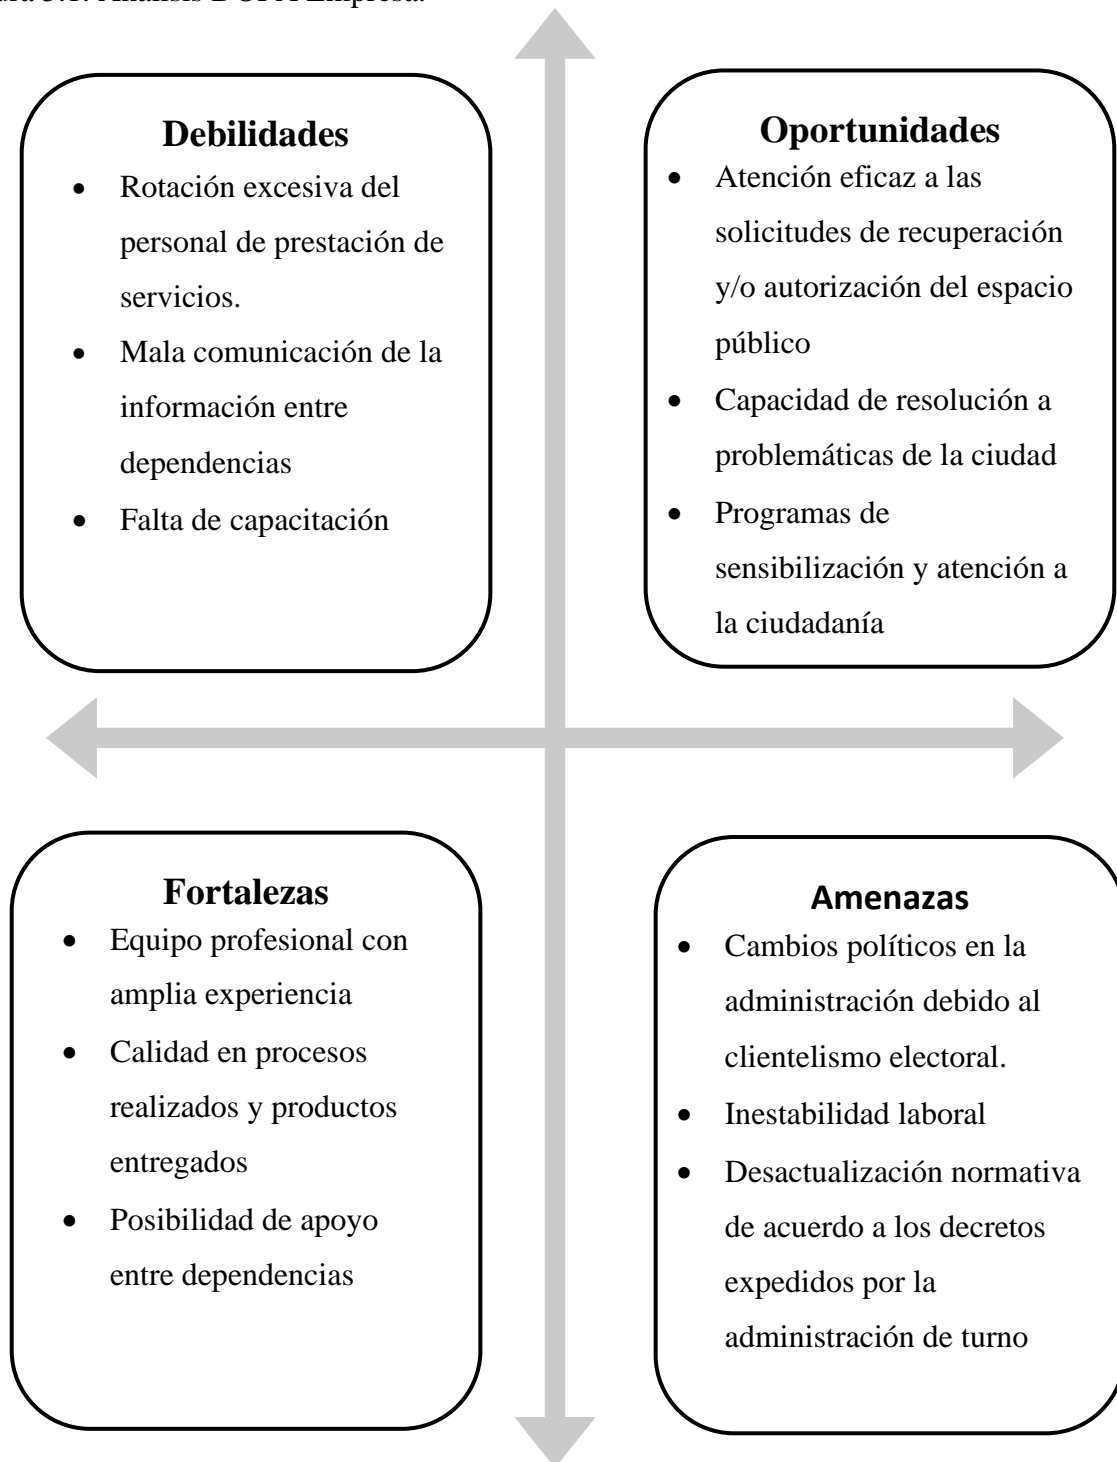 Análisis DOFA Empresa.
Debilidades
• Rotación excesiva del
personal de prestación de
servicios.
• Mala comunicación de la
información entre
dependencias
• Falta de capacitación
Oportunidades
• Atención eficaz a las
solicitudes de recuperación
y/o autorización del espacio
público
• Capacidad de resolución a
problemáticas de la ciudad
• Programas de
sensibilización y atención a
la ciudadanía
Fortalezas
• Equipo profesional con
amplia experiencia
• Calidad en procesos
realizados y productos
entregados
• Posibilidad de apoyo
entre dependencias
Amenazas
• Cambios políticos en la
administración debido al
clientelismo electoral.
• Inestabilidad laboral
• Desactualización normativa
de acuerdo a los decretos
expedidos por la
administración de turno